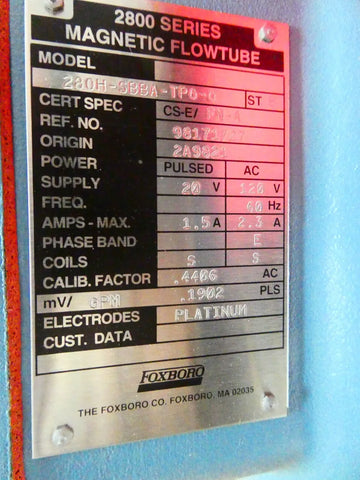 2800 SERIES
MAGNETIC FLOWTUBE
MODEL
ST
CERT SPEC CS-E/
REF. NO.
ORIGIN
POWER PULSED AC
SUPPLY 20 V 120 V
FREQ. 60 Hz
AMPS - MAX. 1.5 A 2.3 A
PHASE BAND E
COILS S S
CALIB. FACTOR .4406 AC
mV/ GPM .1902 PLS
ELECTRODES PLATINUM
CUST. DATA
FOXBORO
THE FOXBORO CO. FOXBORO, MA 02035